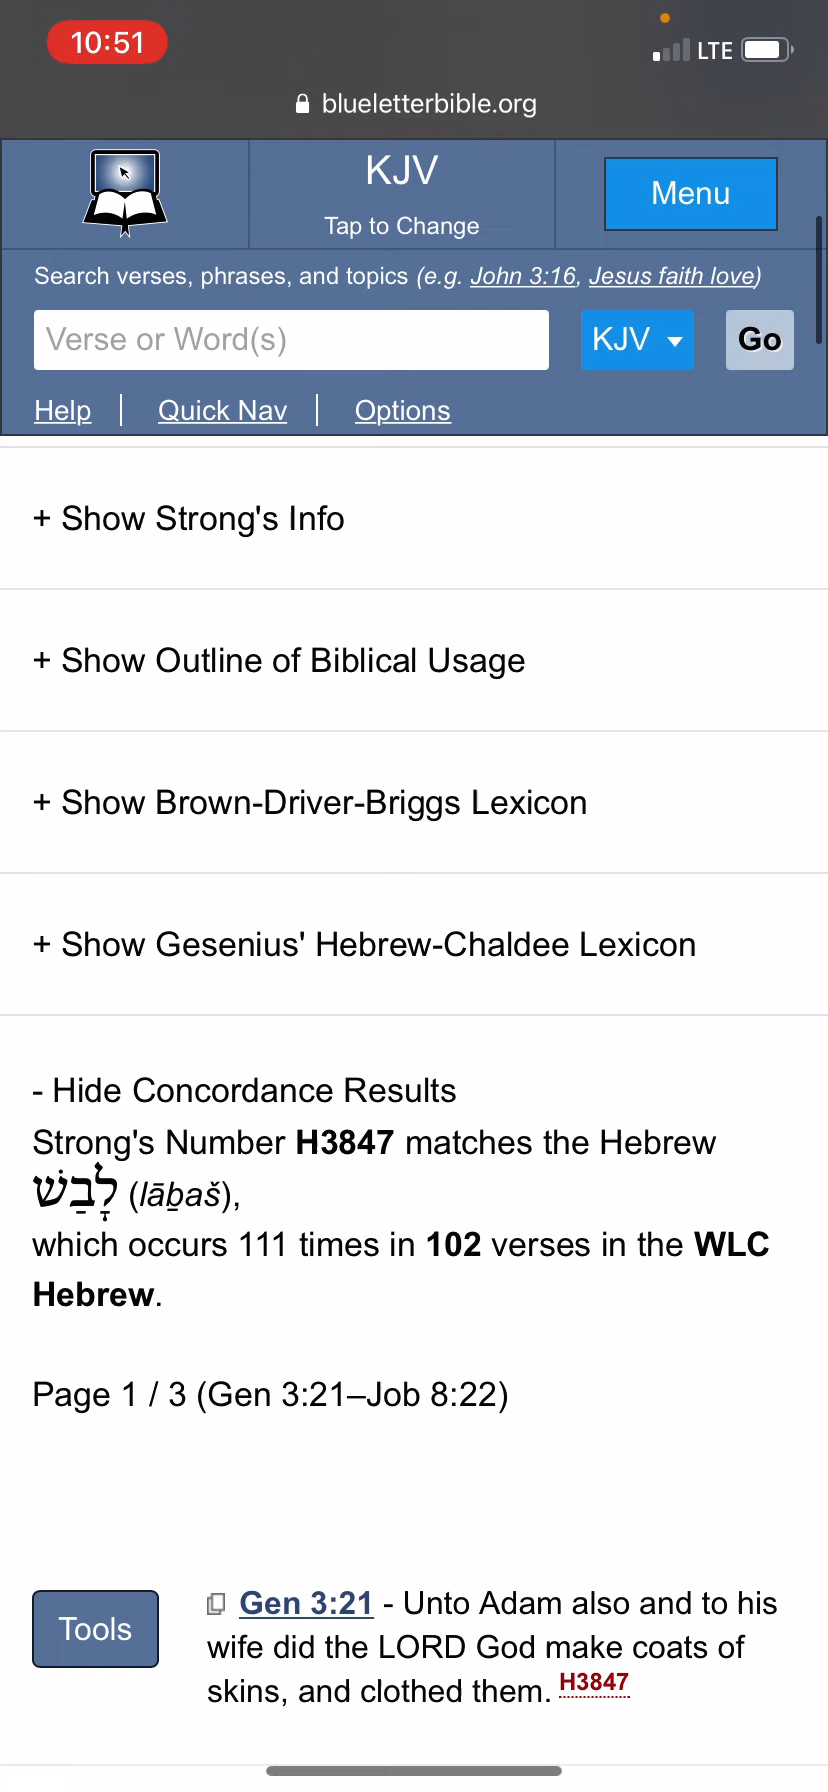 10:51
LTE
blueletterbible.org
KJV
Tap to Change
Menu
Search verses, phrases, and topics (e.g. John 3:16, Jesus faith love)
Verse or Word(s)
KJV
Go
Help
Quick Nav
Options
+ Show Strong's Info
+ Show Outline of Biblical Usage
+ Show Brown-Driver-Briggs Lexicon
+ Show Gesenius' Hebrew-Chaldee Lexicon
- Hide Concordance Results
Strong's Number H3847 matches the Hebrew
לָבַשׁ (lāḇaš),
which occurs 111 times in 102 verses in the WLC
Hebrew.
Page 1 / 3 (Gen 3:21–Job 8:22)
Tools
Gen 3:21 - Unto Adam also and to his
wife did the LORD God make coats of
skins, and clothed them. H3847